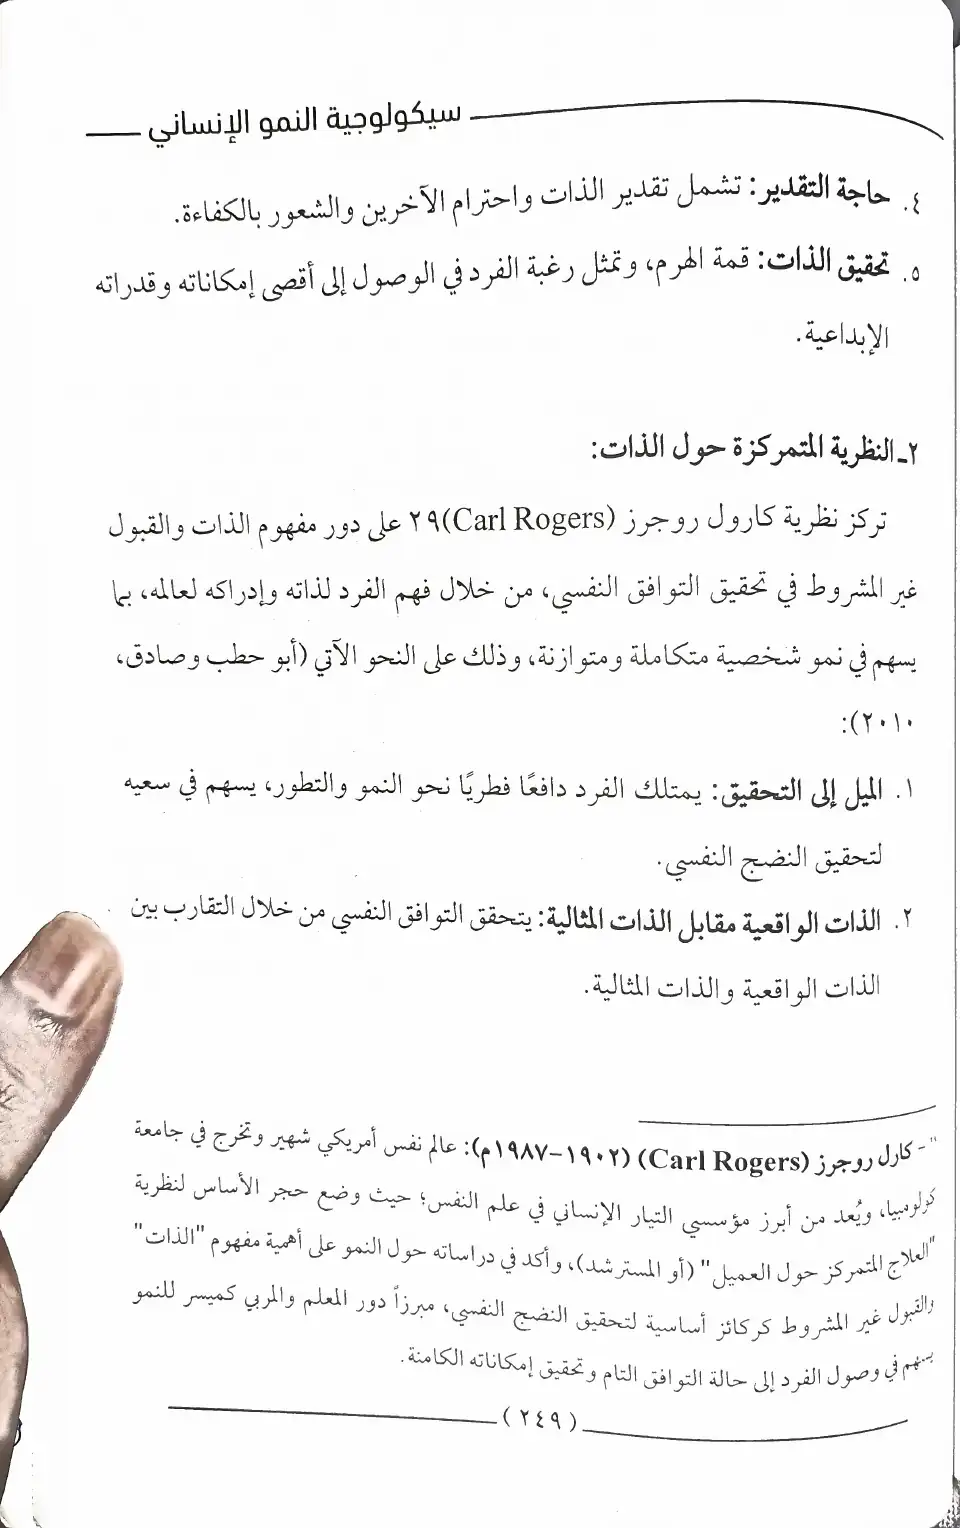 سيكولوجية النمو الإنساني
٤. حاجة التقدير: تشمل تقدير الذات واحترام الآخرين والشعور بالكفاءة.
٥. تحقيق الذات: قمة الهرم، وتمثل رغبة الفرد في الوصول إلى أقصى إمكاناته وقدراته
الإبداعية.
٢ـ النظرية المتمركزة حول الذات:
تركز نظرية كارول روجرز (Carl Rogers)٢٩ على دور مفهوم الذات والقبول
غير المشروط في تحقيق التوافق النفسي، من خلال فهم الفرد لذاته وإدراكه لعالمه، بما
يسهم في نمو شخصية متكاملة ومتوازنة، وذلك على النحو الآتي (أبو حطب وصادق،
٢٠١٠):
١. الميل إلى التحقيق: يمتلك الفرد دافعًا فطريًا نحو النمو والتطور، يسهم في سعيه
لتحقيق النضج النفسي.
٢. الذات الواقعية مقابل الذات المثالية: يتحقق التوافق النفسي من خلال التقارب بين
الذات الواقعية والذات المثالية.
- كارل روجرز (Carl Rogers) (١٩٠٢-١٩٨٧م): عالم نفس أمريكي شهير وتخرج في جامعة
كولومبيا، ويُعد من أبرز مؤسسي التيار الإنساني في علم النفس؛ حيث وضع حجر الأساس لنظرية
"العلاج المتمركز حول العميل" (أو المسترشد)، وأكد في دراساته حول النمو على أهمية مفهوم "الذات"
والقبول غير المشروط كركائز أساسية لتحقيق النضج النفسي، مبرزاً دور المعلم والمربي كميسر للنمو
يسهم في وصول الفرد إلى حالة التوافق التام وتحقيق إمكاناته الكامنة.
(٢٤٩)